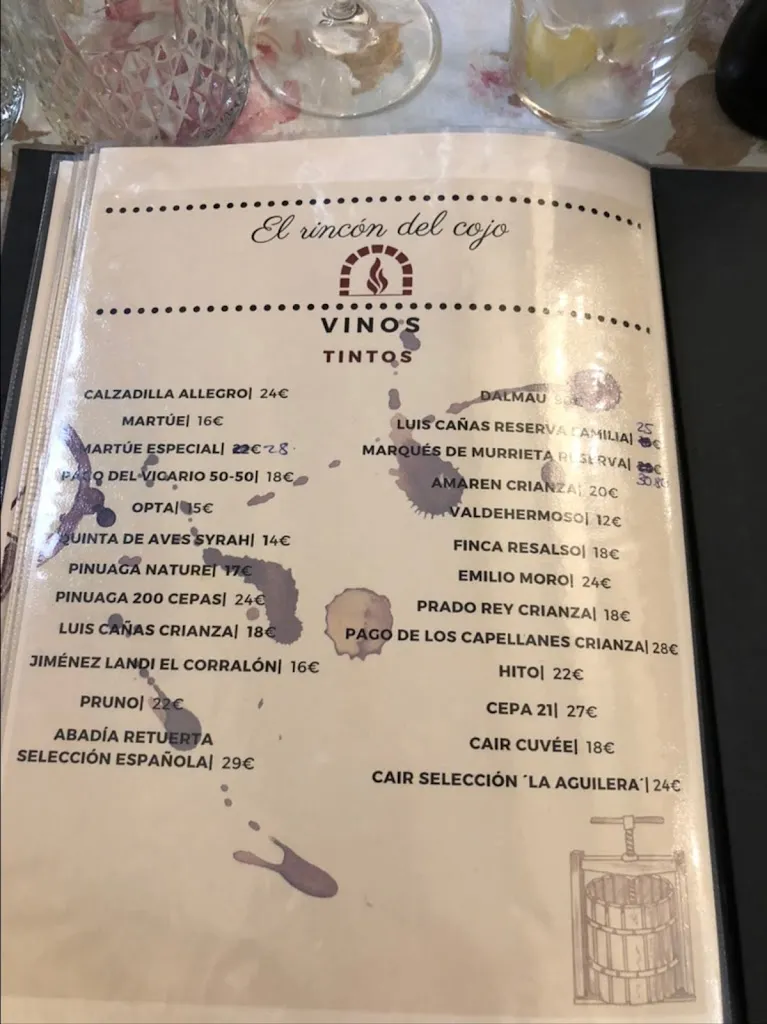 El rincón del cojo
VINOS
TINTOS
CALZADILLA ALLEGRO| 24€
MARTÚE| 16€
MARTÚE ESPECIAL| 22€ 28.
PAGO DEL VICARIO 50-50| 18€
OPTA| 15€
QUINTA DE AVES SYRAH| 14€
PINUAGA NATURE| 17€
PINUAGA 200 CEPAS| 24€
LUIS CAÑAS CRIANZA| 18€
JIMÉNEZ LANDI EL CORRALÓN| 16€
PRUNO| 22€
ABADÍA RETUERTA
SELECCIÓN ESPAÑOLA| 29€
DALMAU
LUIS CAÑAS RESERVA FAMILIA| 25 €
MARQUÉS DE MURRIETA RESERVA| €
AMAREN CRIANZA| 20€
VALDEHERMOSO| 12€
FINCA RESALSO| 18€
EMILIO MORO| 24€
PRADO REY CRIANZA| 18€
PAGO DE LOS CAPELLANES CRIANZA| 28€
HITO| 22€
CEPA 21| 27€
CAIR CUVÉE| 18€
CAIR SELECCIÓN ´LA AGUILERA´| 24€